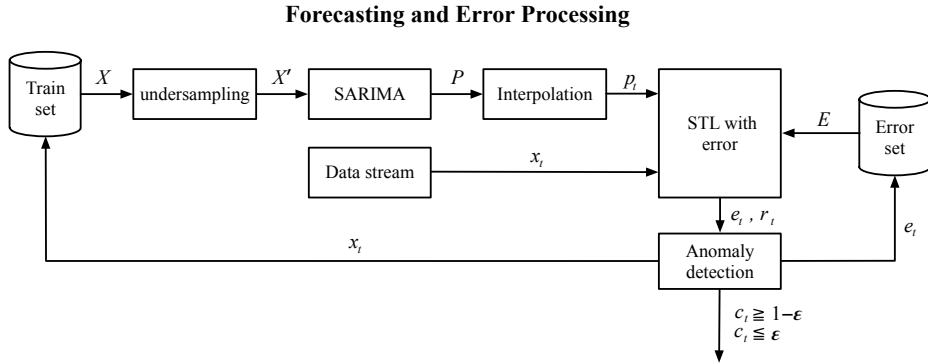 Forecasting and Error Processing
Train
set
X
undersampling
X′
SARIMA
P
Interpolation
p_t
STL with
error
E
Error
set
Data stream
x_t
e_t , r_t
x_t
Anomaly
detection
e_t
c_t ≧ 1−ε
c_t ≦ ε